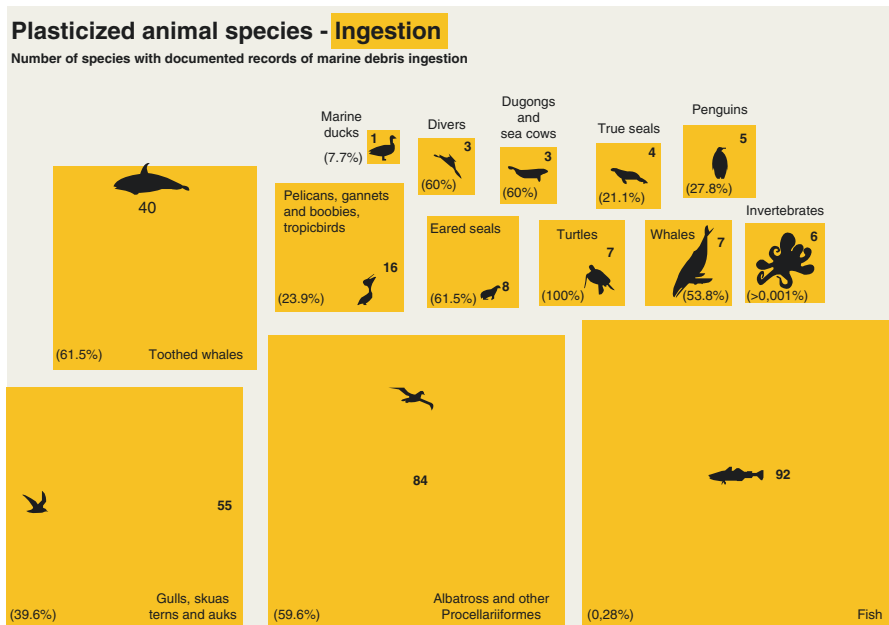 Plasticized animal species - Ingestion
Number of species with documented records of marine debris ingestion
Marine
ducks
1
(7.7%)
Divers
3
(60%)
Dugongs
and
sea cows
3
(60%)
True seals
4
(21.1%)
Penguins
5
(27.8%)
40
(61.5%)
Toothed whales
Pelicans, gannets
and boobies,
tropicbirds
16
(23.9%)
Eared seals
8
(61.5%)
Turtles
7
(100%)
Whales
7
(53.8%)
Invertebrates
6
(>0,001%)
55
(39.6%)
Gulls, skuas
terns and auks
84
(59.6%)
Albatross and other
Procellariiformes
92
(0,28%)
Fish